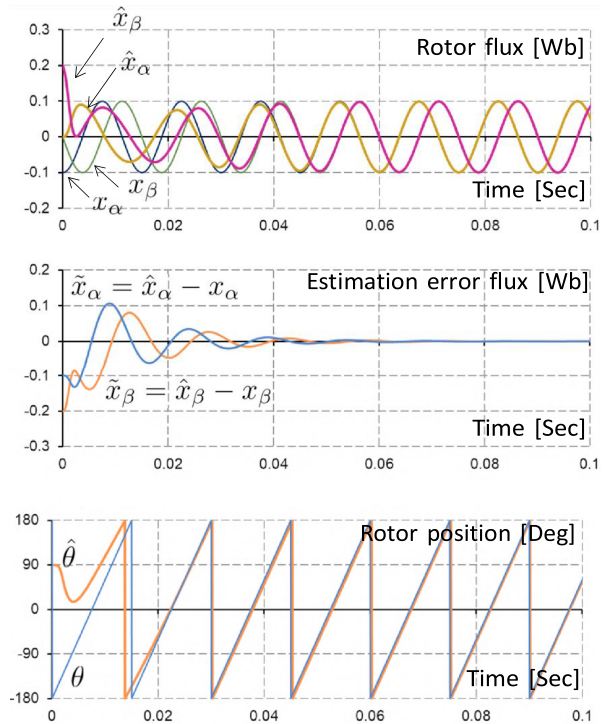 x̂β
0.3
Rotor flux [Wb]
x̂α
0.2
0.1
0
-0.1
xβ
xα
Time [Sec]
-0.2
0 0.02 0.04 0.06 0.08 0.1
0.2
x̃α = x̂α − xα
Estimation error flux [Wb]
0.1
0
-0.1
x̃β = x̂β − xβ
-0.2
Time [Sec]
-0.3
0 0.02 0.04 0.06 0.08 0.1
180
Rotor position [Deg]
θ̂
90
0
-90
θ
Time [Sec]
-180
0 0.02 0.04 0.06 0.08 0.1